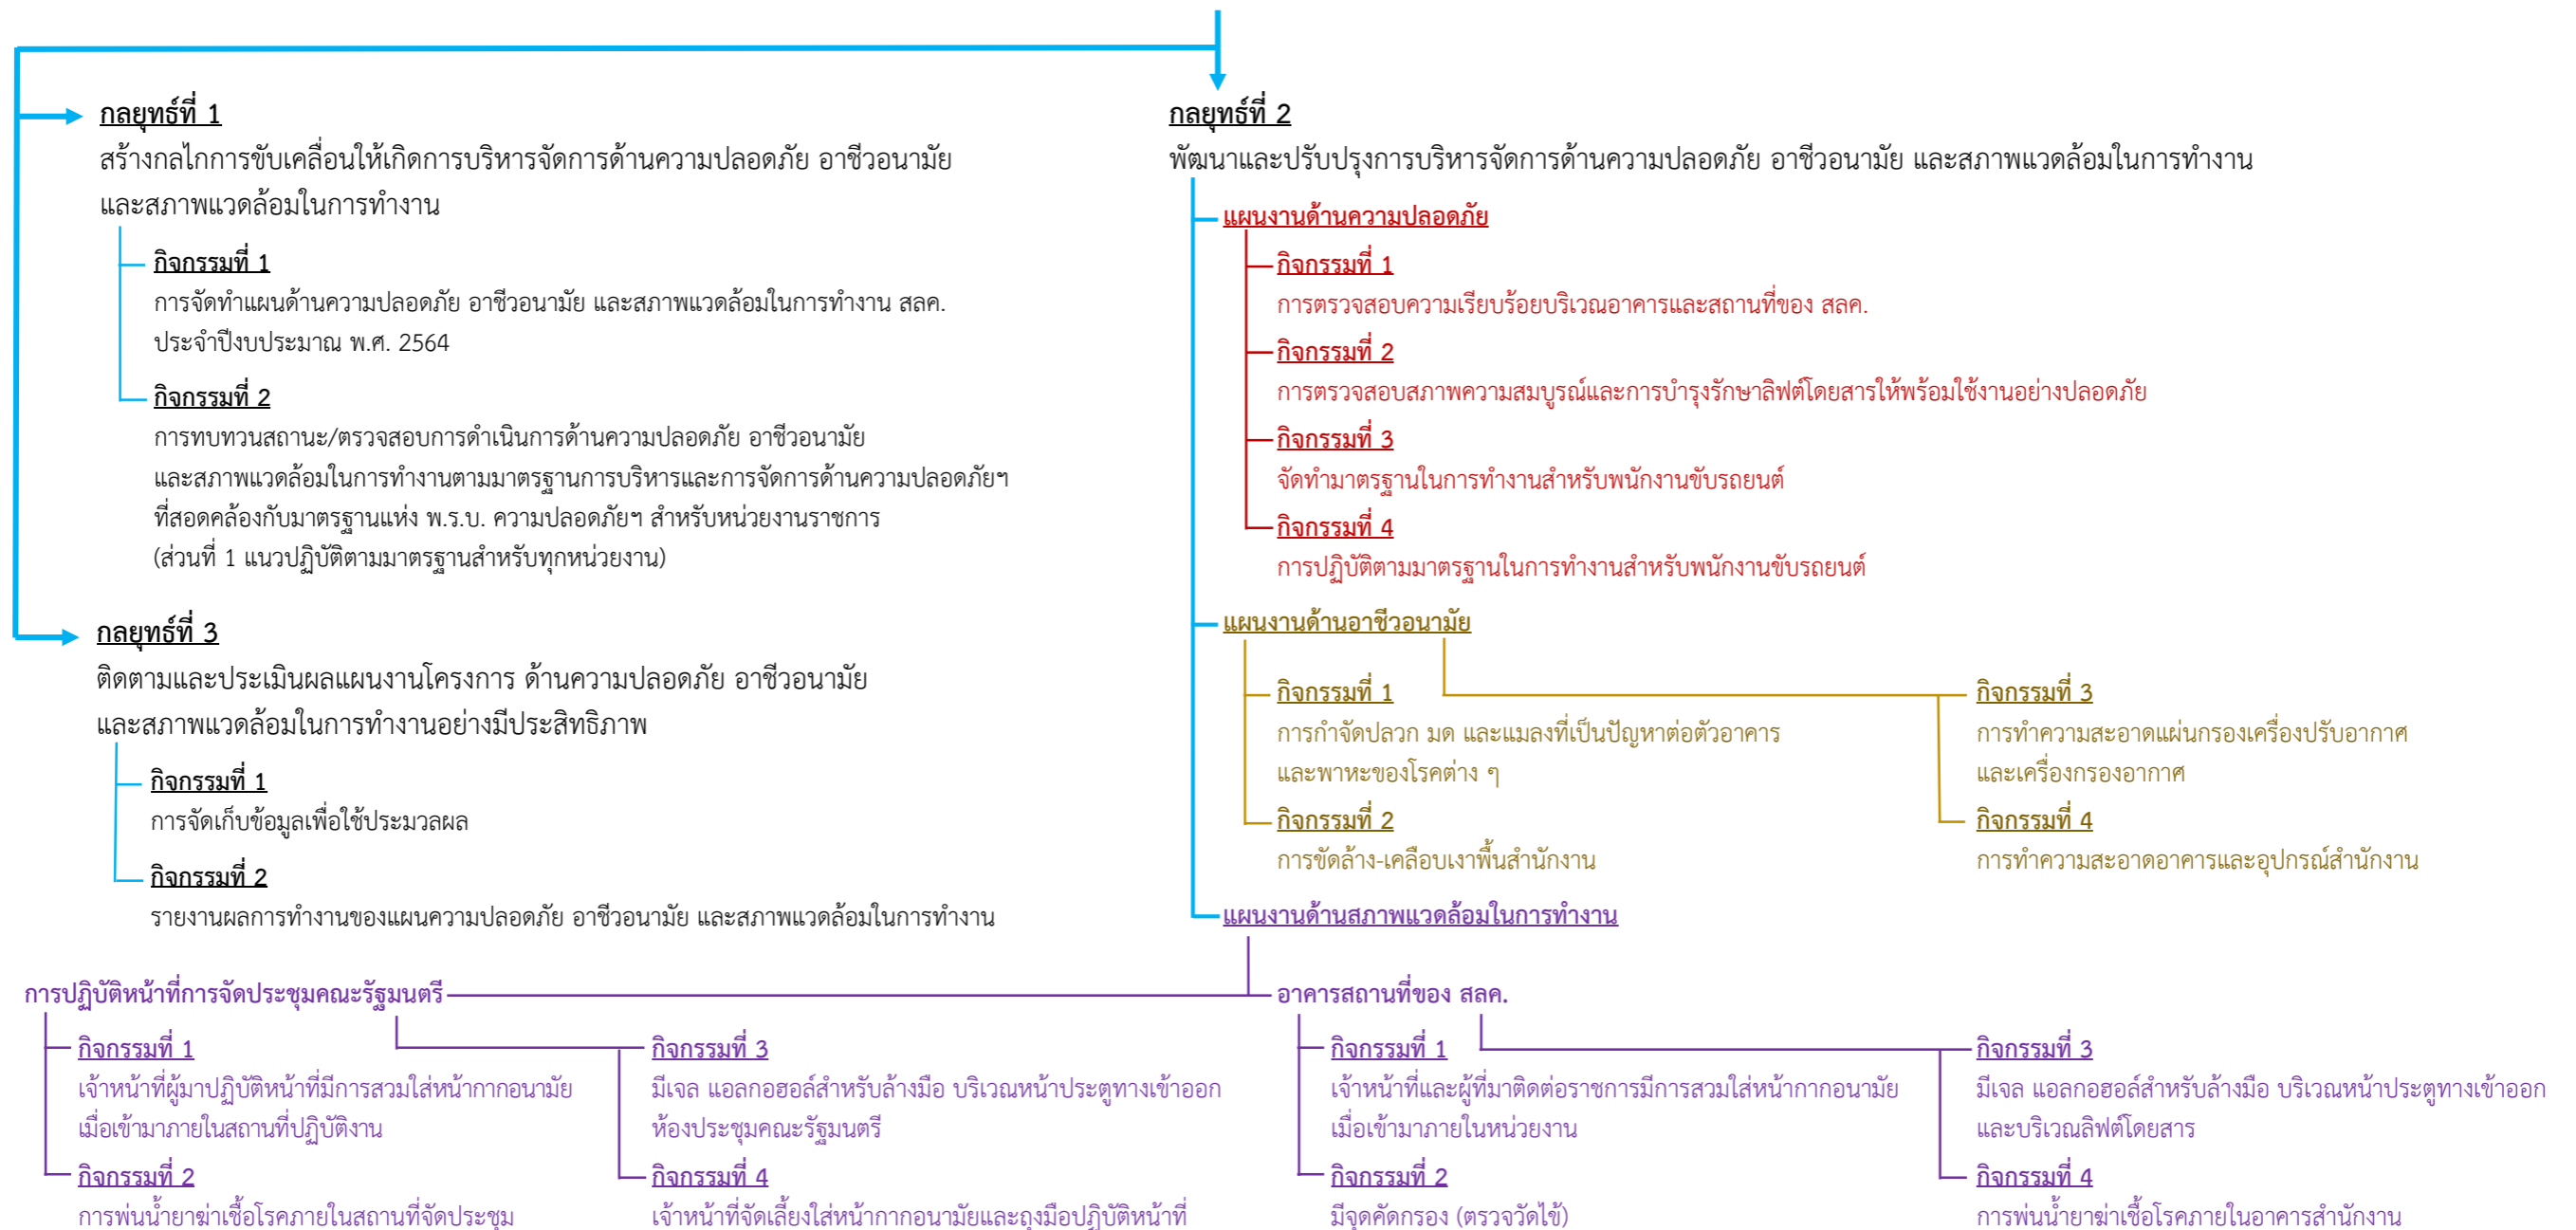 กลยุทธ์ที่ 1
สร้างกลไกการขับเคลื่อนให้เกิดการบริหารจัดการด้านความปลอดภัย อาชีวอนามัย
และสภาพแวดล้อมในการทำงาน
กิจกรรมที่ 1
การจัดทำแผนด้านความปลอดภัย อาชีวอนามัย และสภาพแวดล้อมในการทำงาน สลค.
ประจำปีงบประมาณ พ.ศ. 2564
กิจกรรมที่ 2
การทบทวนสถานะ/ตรวจสอบการดำเนินการด้านความปลอดภัย อาชีวอนามัย
และสภาพแวดล้อมในการทำงานตามมาตรฐานการบริหารและการจัดการด้านความปลอดภัยฯ
ที่สอดคล้องกับมาตรฐานแห่ง พ.ร.บ. ความปลอดภัยฯ สำหรับหน่วยงานราชการ
(ส่วนที่ 1 แนวปฏิบัติตามมาตรฐานสำหรับทุกหน่วยงาน)
กลยุทธ์ที่ 3
ติดตามและประเมินผลแผนงานโครงการ ด้านความปลอดภัย อาชีวอนามัย
และสภาพแวดล้อมในการทำงานอย่างมีประสิทธิภาพ
กิจกรรมที่ 1
การจัดเก็บข้อมูลเพื่อใช้ประมวลผล
กิจกรรมที่ 2
รายงานผลการทำงานของแผนความปลอดภัย อาชีวอนามัย และสภาพแวดล้อมในการทำงาน
กลยุทธ์ที่ 2
พัฒนาและปรับปรุงการบริหารจัดการด้านความปลอดภัย อาชีวอนามัย และสภาพแวดล้อมในการทำงาน
แผนงานด้านความปลอดภัย
กิจกรรมที่ 1
การตรวจสอบความเรียบร้อยบริเวณอาคารและสถานที่ของ สลค.
กิจกรรมที่ 2
การตรวจสอบสภาพความสมบูรณ์และการบำรุงรักษาลิฟต์โดยสารให้พร้อมใช้งานอย่างปลอดภัย
กิจกรรมที่ 3
จัดทำมาตรฐานในการทำงานสำหรับพนักงานขับรถยนต์
กิจกรรมที่ 4
การปฏิบัติตามมาตรฐานในการทำงานสำหรับพนักงานขับรถยนต์
แผนงานด้านอาชีวอนามัย
กิจกรรมที่ 1
การกำจัดปลวก มด และแมลงที่เป็นปัญหาต่อตัวอาคาร
และพาหะของโรคต่าง ๆ
กิจกรรมที่ 2
การขัดล้าง-เคลือบเงาพื้นสำนักงาน
กิจกรรมที่ 3
การทำความสะอาดแผ่นกรองเครื่องปรับอากาศ
และเครื่องกรองอากาศ
กิจกรรมที่ 4
การทำความสะอาดอาคารและอุปกรณ์สำนักงาน
แผนงานด้านสภาพแวดล้อมในการทำงาน
การปฏิบัติหน้าที่การจัดประชุมคณะรัฐมนตรี
กิจกรรมที่ 1
เจ้าหน้าที่ผู้มาปฏิบัติหน้าที่มีการสวมใส่หน้ากากอนามัย
เมื่อเข้ามาภายในสถานที่ปฏิบัติงาน
กิจกรรมที่ 2
การพ่นน้ำยาฆ่าเชื้อโรคภายในสถานที่จัดประชุม
กิจกรรมที่ 3
มีเจล แอลกอฮอล์สำหรับล้างมือ บริเวณหน้าประตูทางเข้าออก
ห้องประชุมคณะรัฐมนตรี
กิจกรรมที่ 4
เจ้าหน้าที่จัดเลี้ยงใส่หน้ากากอนามัยและถุงมือปฏิบัติหน้าที่
อาคารสถานที่ของ สลค.
กิจกรรมที่ 1
เจ้าหน้าที่และผู้ที่มาติดต่อราชการมีการสวมใส่หน้ากากอนามัย
เมื่อเข้ามาภายในหน่วยงาน
กิจกรรมที่ 2
มีจุดคัดกรอง (ตรวจวัดไข้)
กิจกรรมที่ 3
มีเจล แอลกอฮอล์สำหรับล้างมือ บริเวณหน้าประตูทางเข้าออก
และบริเวณลิฟต์โดยสาร
กิจกรรมที่ 4
การพ่นน้ำยาฆ่าเชื้อโรคภายในอาคารสำนักงาน